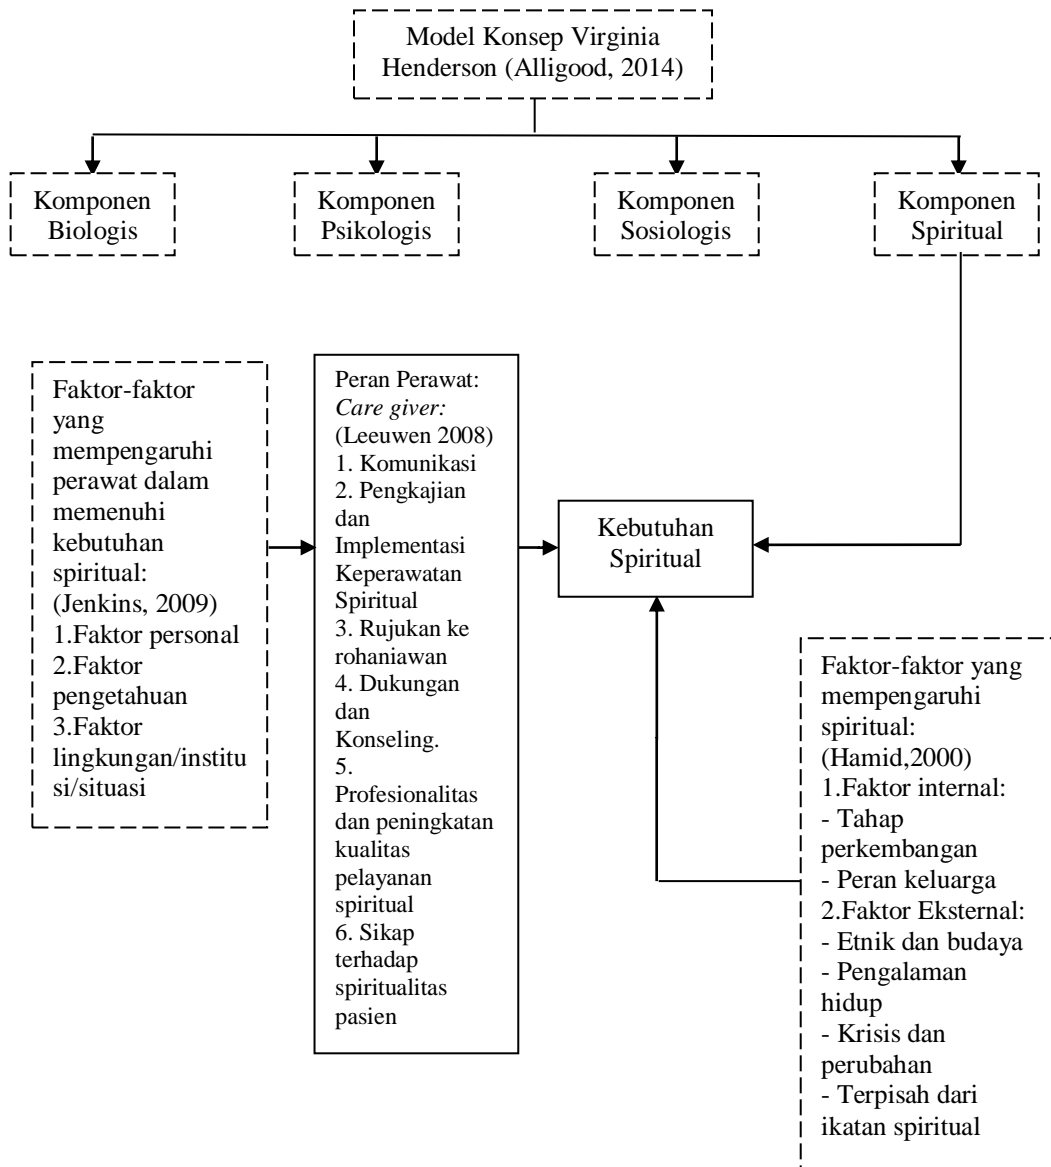 Model Konsep Virginia
Henderson (Alligood, 2014)
Komponen
Biologis
Komponen
Psikologis
Komponen
Sosiologis
Komponen
Spiritual
Faktor-faktor
yang
mempengaruhi
perawat dalam
memenuhi
kebutuhan
spiritual:
(Jenkins, 2009)
1.Faktor personal
2.Faktor
pengetahuan
3.Faktor
lingkungan/institu
si/situasi
Peran Perawat:
Care giver:
(Leeuwen 2008)
1. Komunikasi
2. Pengkajian
dan
Implementasi
Keperawatan
Spiritual
3. Rujukan ke
rohaniawan
4. Dukungan
dan
Konseling.
5.
Profesionalitas
dan peningkatan
kualitas
pelayanan
spiritual
6. Sikap
terhadap
spiritualitas
pasien
Kebutuhan
Spiritual
Faktor-faktor yang
mempengaruhi
spiritual:
(Hamid,2000)
1.Faktor internal:
- Tahap
perkembangan
- Peran keluarga
2.Faktor Eksternal:
- Etnik dan budaya
- Pengalaman
hidup
- Krisis dan
perubahan
- Terpisah dari
ikatan spiritual